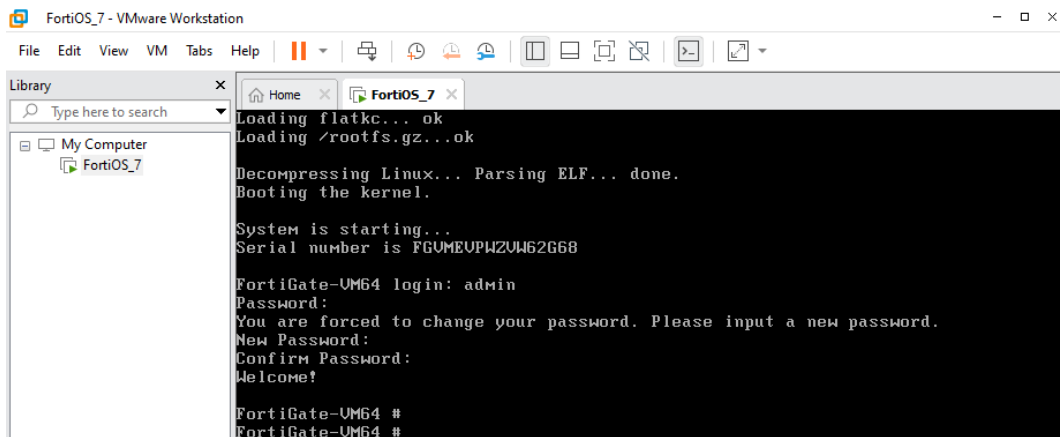 FortiOS_7 - VMware Workstation
File Edit View VM Tabs Help
Library
Type here to search
My Computer
FortiOS_7
Home
FortiOS_7
Loading flatkc... ok
Loading /rootfs.gz...ok
Decompressing Linux... Parsing ELF... done.
Booting the kernel.
System is starting...
Serial number is FGVMEVPWZVW62G68
FortiGate-VM64 login: admin
Password:
You are forced to change your password. Please input a new password.
New Password:
Confirm Password:
Welcome!
FortiGate-VM64 #
FortiGate-VM64 #